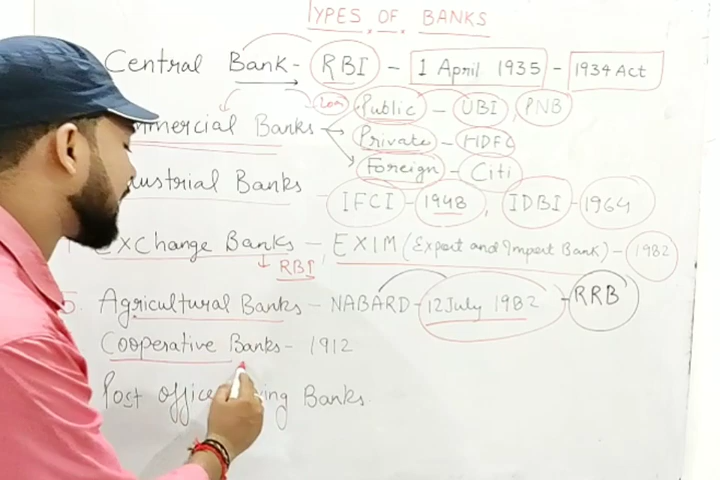 TYPES OF BANKS
Central Bank - RBI - 1 April 1935 - 1934 Act
mmercial Banks - Public - UBI, PNB
Private - HDFC
Foreign - Citi
ustrial Banks IFCI - 1948, IDBI - 1964
Exchange Banks - EXIM (Export and Import Bank) - 1982
RBI
5. Agricultural Banks - NABARD - 12 July 1982 - RRB
Cooperative Banks - 1912
Post office ing Banks.